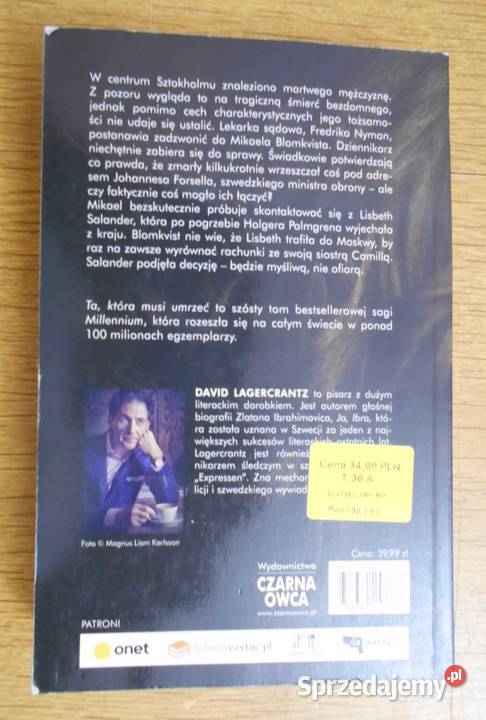 W centrum Sztokholmu znaleziono martwego mężczyznę.
Z pozoru wygląda to na tragiczną śmierć bezdomnego,
jednak pomimo cech charakterystycznych jego tożsamo-
ści nie udaje się ustalić. Lekarka sądowa, Fredrika Nyman,
postanawia zadzwonić do Mikaela Blomkvista. Dziennikarz
niechętnie zabiera się do sprawy. Świadkowie potwierdzają
co prawda, że zmarły kilkukrotnie wrzeszczał coś pod adre-
sem Johannesa Forsella, szwedzkiego ministra obrony – ale
czy faktycznie coś mogło ich łączyć?
Mikael bezskutecznie próbuje skontaktować się z Lisbeth
Salander, która po pogrzebie Holgera Palmgrena wyjechała
z kraju. Blomkvist nie wie, że Lisbeth trafiła do Moskwy, by
raz na zawsze wyrównać rachunki ze swoją siostrą Camillą.
Salander podjęła decyzję – będzie myśliwą, nie ofiarą.
Ta, która musi umrzeć to szósty tom bestsellerowej sagi
Millennium, która rozeszła się na całym świecie w ponad
100 milionach egzemplarzy.
DAVID LAGERCRANTZ to pisarz z dużym
literackim dorobkiem. Jest autorem głośnej
biografii Zlatana Ibrahimovica, Ja, Ibra, któ-
ra została uznana w Szwecji za jeden z naj-
większych sukcesów literackich ostatnich lat.
Lagercrantz jest również
nikarzem śledczym w
„Expressen”. Zna
licji i szwedzkiego
Cena 34,99 PLN
T 36 A
Foto © Magnus Liam Karlsson
Cena: 39,99 zł
Wydawnictwo
CZARNA
OWCA
www.czarnaowca.pl
PATRONI
onet
lubimyczytać.pl
Sprzedajemy.pl